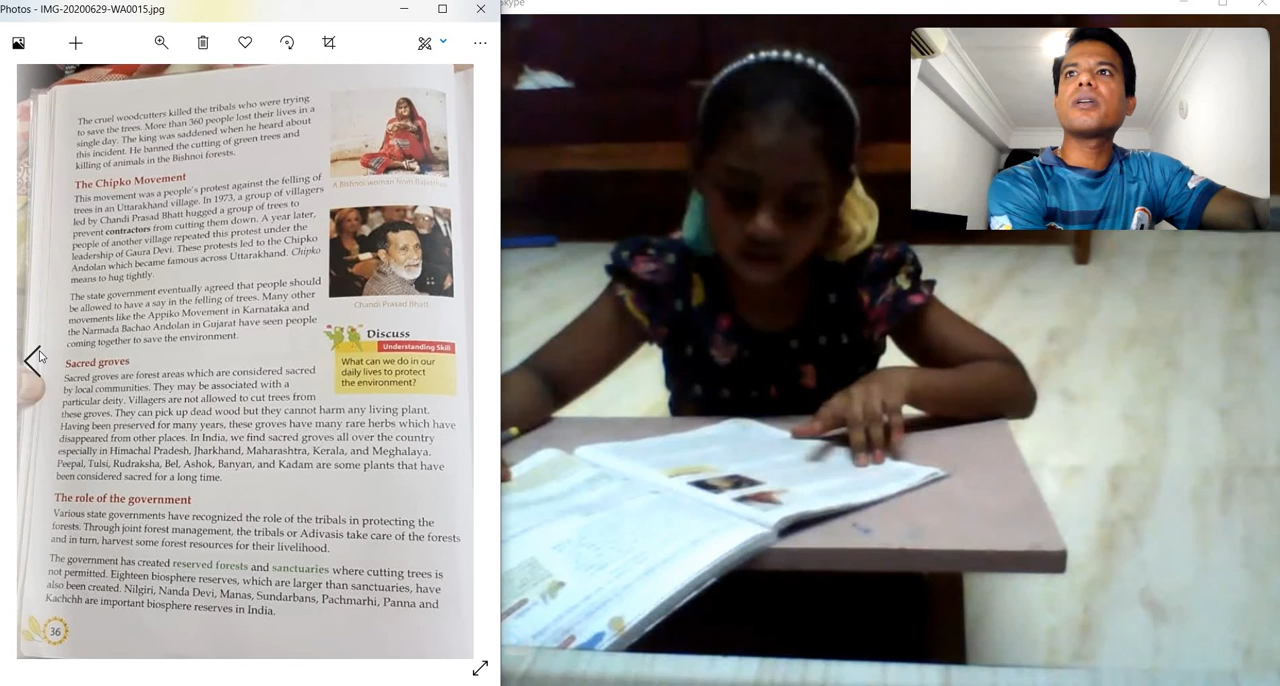 Photos - IMG-20200629-WA0015.jpg
Skype
The cruel woodcutters killed the tribals who were trying
to save the trees. More than 360 people lost their lives in a
single day. The king was saddened when he heard about
this incident. He banned the cutting of green trees and
killing of animals in the Bishnoi forests.
A Bishnoi woman from Rajasthan
The Chipko Movement
This movement was a people's protest against the felling of
trees in an Uttarakhand village. In 1973, a group of villagers
led by Chandi Prasad Bhatt hugged a group of trees to
prevent contractors from cutting them down. A year later,
people of another village repeated this protest under the
leadership of Gaura Devi. These protests led to the Chipko
Andolan which became famous across Uttarakhand. Chipko
means to hug tightly.
Chandi Prasad Bhatt
The state government eventually agreed that people should
be allowed to have a say in the felling of trees. Many other
movements like the Appiko Movement in Karnataka and
the Narmada Bachao Andolan in Gujarat have seen people
coming together to save the environment.
Discuss
Understanding Skill
What can we do in our
daily lives to protect
the environment?
Sacred groves
Sacred groves are forest areas which are considered sacred
by local communities. They may be associated with a
particular deity. Villagers are not allowed to cut trees from
these groves. They can pick up dead wood but they cannot harm any living plant.
Having been preserved for many years, these groves have many rare herbs which have
disappeared from other places. In India, we find sacred groves all over the country
especially in Himachal Pradesh, Jharkhand, Maharashtra, Kerala, and Meghalaya.
Peepal, Tulsi, Rudraksha, Bel, Ashok, Banyan, and Kadam are some plants that have
been considered sacred for a long time.
The role of the government
Various state governments have recognized the role of the tribals in protecting the
forests. Through joint forest management, the tribals or Adivasis take care of the forests
and in turn, harvest some forest resources for their livelihood.
The government has created reserved forests and sanctuaries where cutting trees is
not permitted. Eighteen biosphere reserves, which are larger than sanctuaries, have
also been created. Nilgiri, Nanda Devi, Manas, Sundarbans, Pachmarhi, Panna and
Kachchh are important biosphere reserves in India.
36